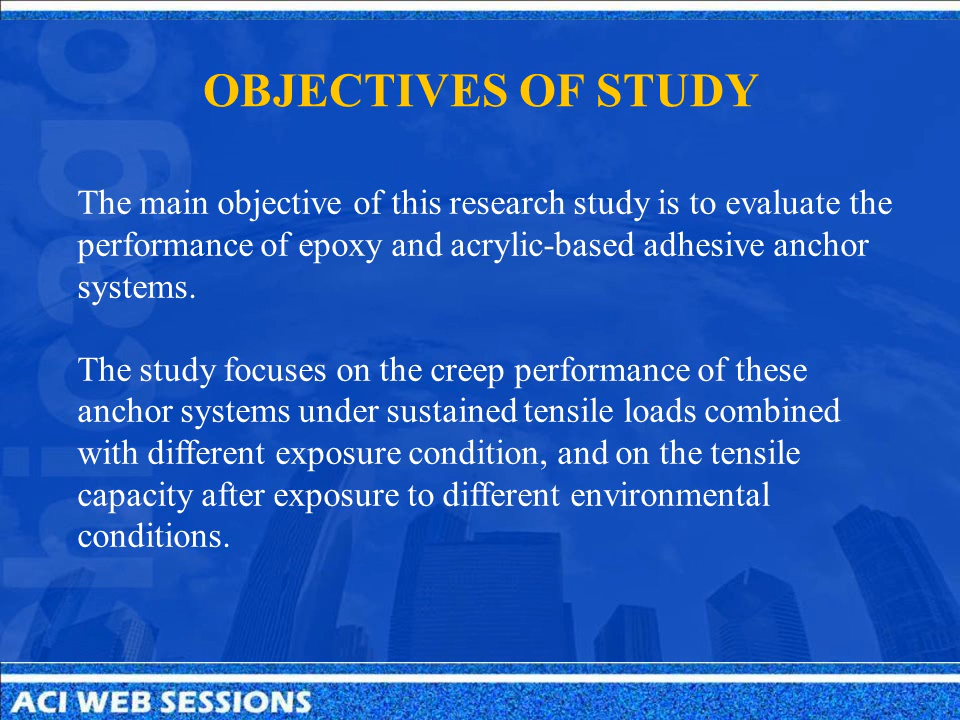 OBJECTIVES OF STUDY
The main objective of this research study is to evaluate the
performance of epoxy and acrylic-based adhesive anchor
systems.
The study focuses on the creep performance of these
anchor systems under sustained tensile loads combined
with different exposure condition, and on the tensile
capacity after exposure to different environmental
conditions.
hicago
ACI WEB SESSIONS